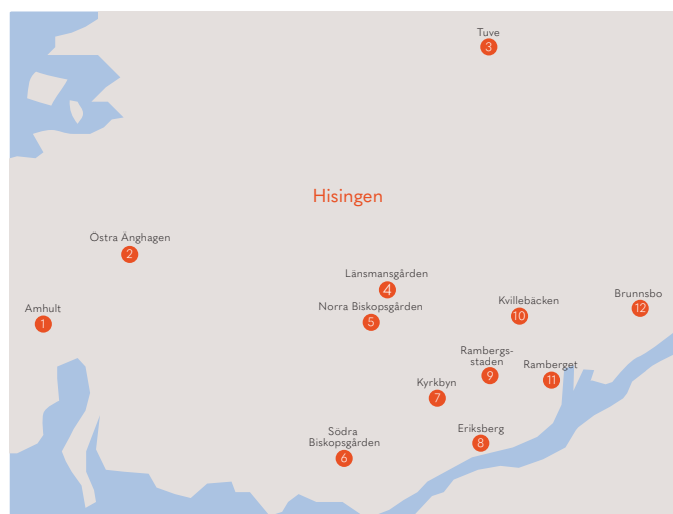 Tuve
3
Hisingen
Östra Ånghagen
2
Länsmansgården
4
Amhult
1
Norra Biskopsgården
5
Kvillebäcken
10
Brunnsbo
12
Rambergs-
staden
9
Ramberget
11
Kyrkbyn
7
Södra
Biskopsgården
6
Eriksberg
8